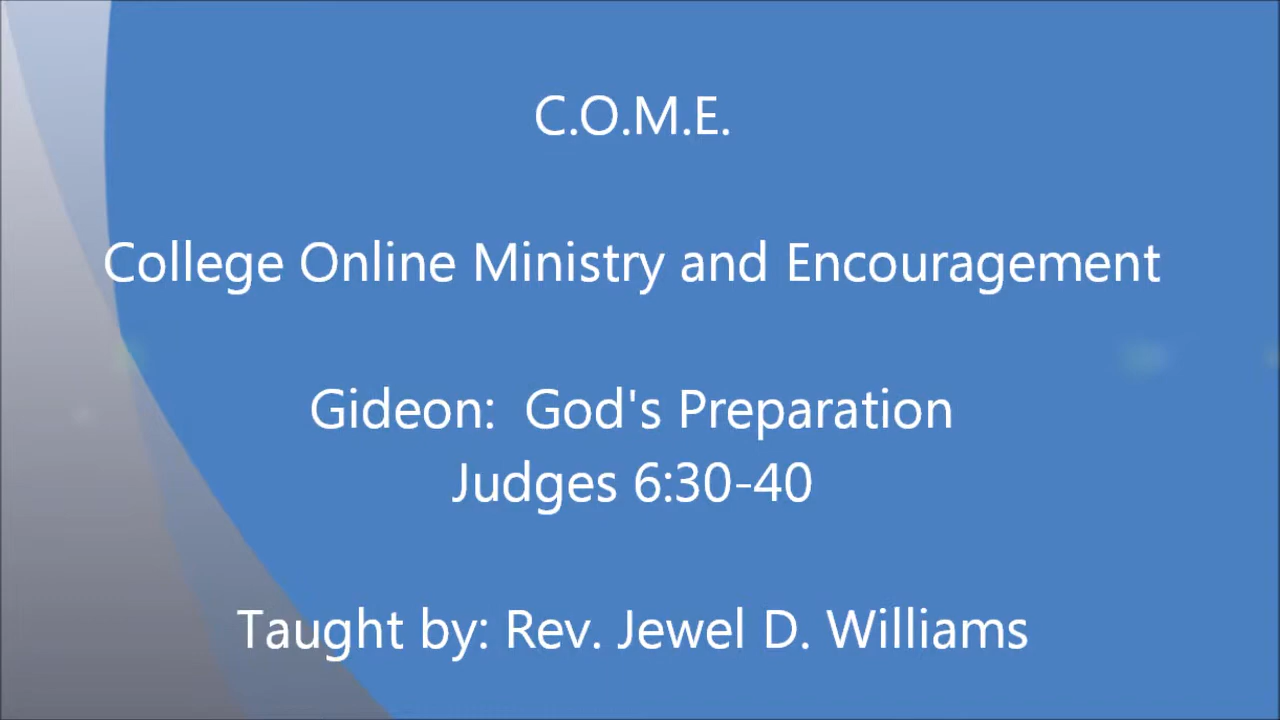 C.O.M.E.
College Online Ministry and Encouragement
Gideon:  God's Preparation
Judges 6:30-40
Taught by: Rev. Jewel D. Williams